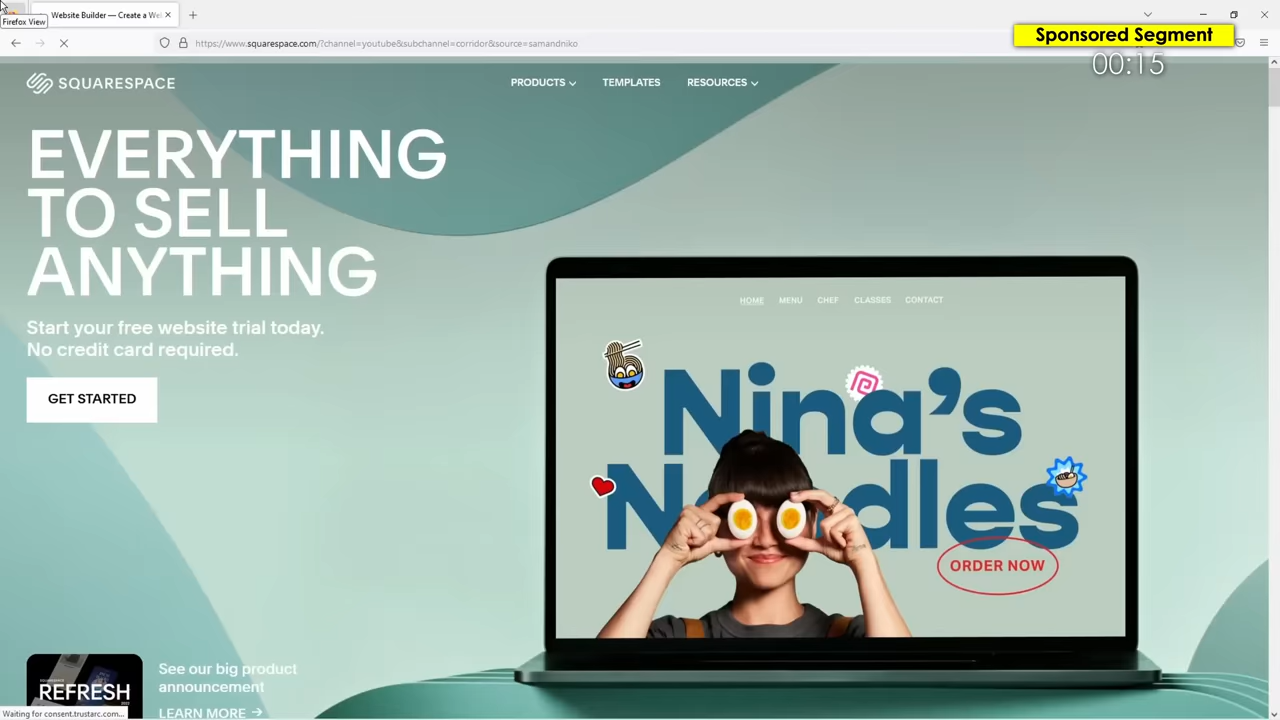 Website Builder — Create a We
Firefox View
https://www.squarespace.com/?channel=youtube&subchannel=corridor&source=samandniko
Sponsored Segment
00:15
SQUARESPACE
PRODUCTS
TEMPLATES
RESOURCES
EVERYTHING
TO SELL
ANYTHING
Start your free website trial today.
No credit card required.
GET STARTED
HOME
MENU
CHEF
CLASSES
CONTACT
Nina's
Noodles
ORDER NOW
REFRESH
See our big product
announcement
LEARN MORE →
Waiting for consent.trustarc.com...